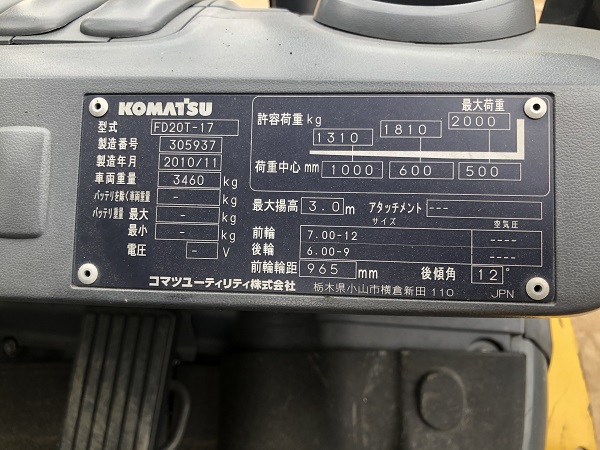 KOMATSU
型式 FD20T-17
製造番号 305937
製造年月 2010/11
車両重量 3460 kg
バッテリを除く車両重量 - kg
バッテリ重量 最大 - kg
最小 - kg
電圧 - V
最大荷重
許容荷重 kg 1310 1810 2000
荷重中心 mm 1000 600 500
最大揚高 3.0 m アタッチメント ---
サイズ 空気圧
前輪 7.00-12 ----
後輪 6.00-9 ----
前輪輪距 965 mm 後傾角 12°
コマツユーティリティ株式会社 栃木県小山市横倉新田110 JPN